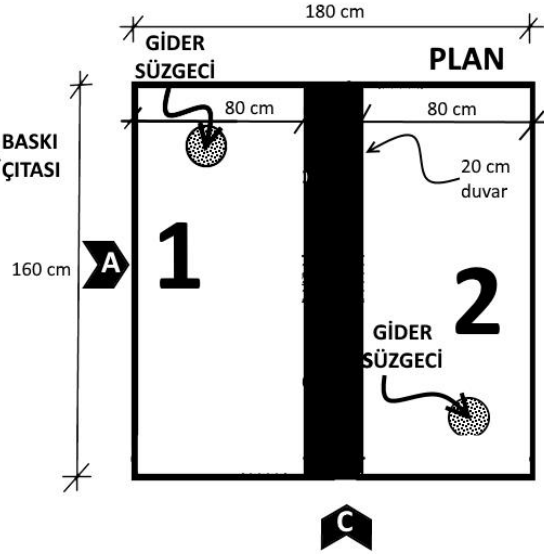 180 cm
GİDER
SÜZGECİ
PLAN
80 cm
80 cm
BASKI
ÇITASI
20 cm
duvar
1
A
160 cm
2
GİDER
SÜZGECİ
C